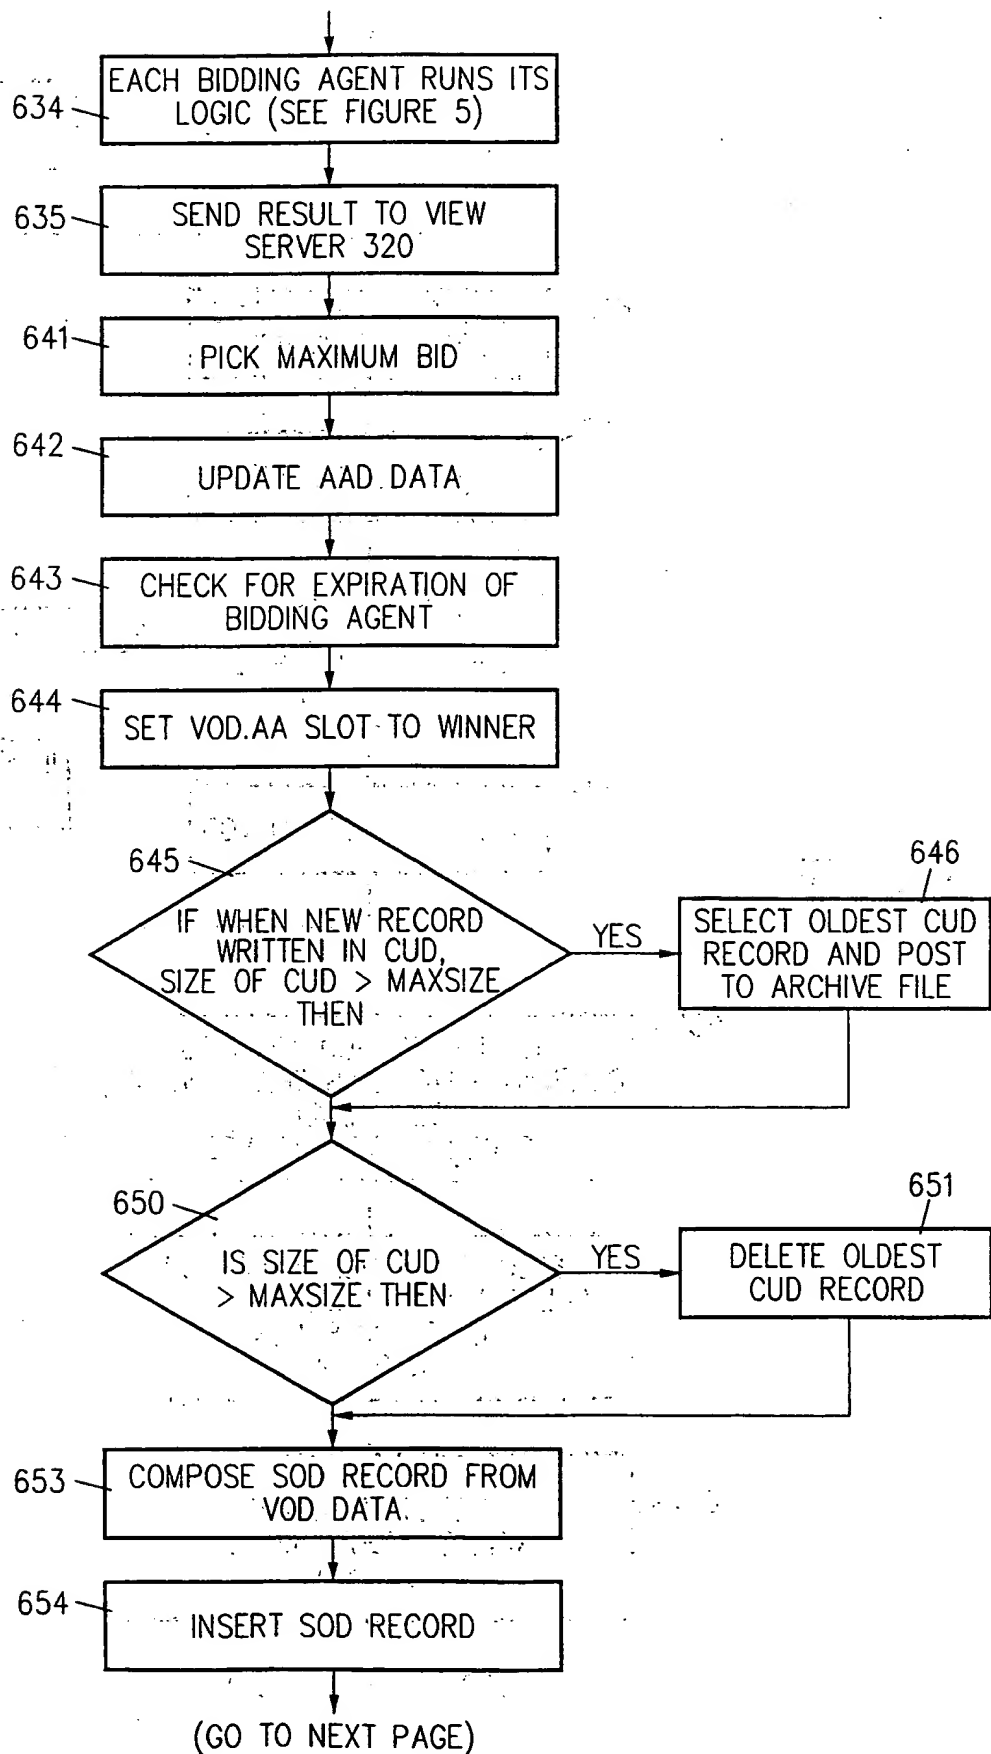 EACH BIDDING AGENT RUNS ITS
634
LOGIC (SEE FIGURE 5)
635
SEND RESULT TO VIEW
SERVER 320
641
PICK MAXIMUM BID
642
UPDATE AAD DATA
643
CHECK FOR EXPIRATION OF
BIDDING AGENT
644
SET VOD.AA SLOT TO WINNER
645
IF WHEN NEW RECORD
WRITTEN IN CUD,
SIZE OF CUD > MAXSIZE
THEN
YES
646
SELECT OLDEST CUD
RECORD AND POST
TO ARCHIVE FILE
650
IS SIZE OF CUD
> MAXSIZE THEN
YES
651
DELETE OLDEST
CUD RECORD
653
COMPOSE SOD RECORD FROM
VOD DATA
654
INSERT SOD RECORD
(GO TO NEXT PAGE)